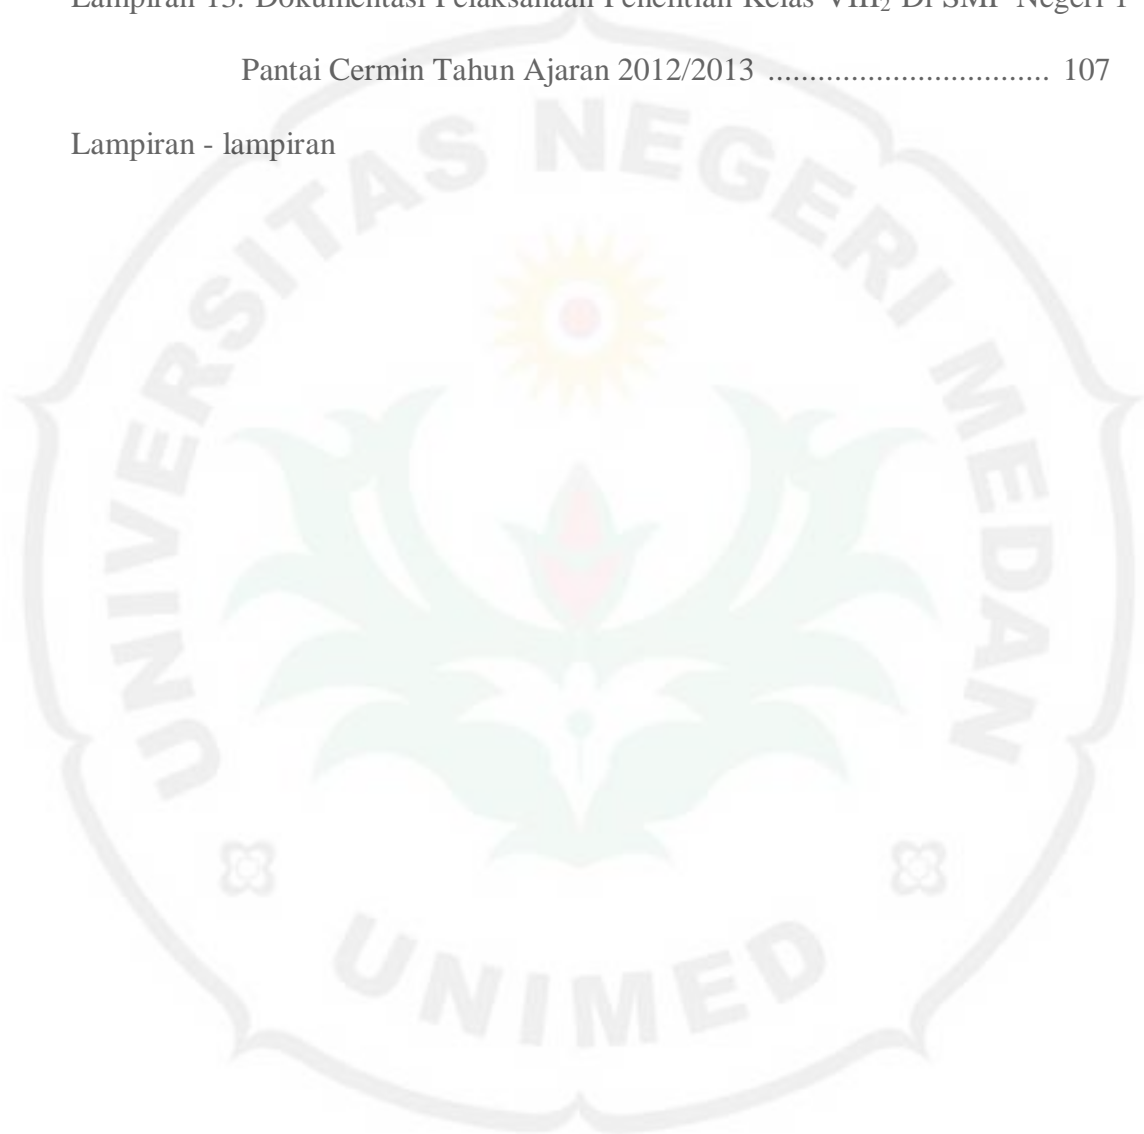 Lampiran 13. Dokumentasi Pelaksanaan Penelitian Kelas VIII₂ Di SMP Negeri 1
Pantai Cermin Tahun Ajaran 2012/2013 ................................. 107
Lampiran - lampiran
UNIVERSITAS NEGERI MEDAN
UNIMED